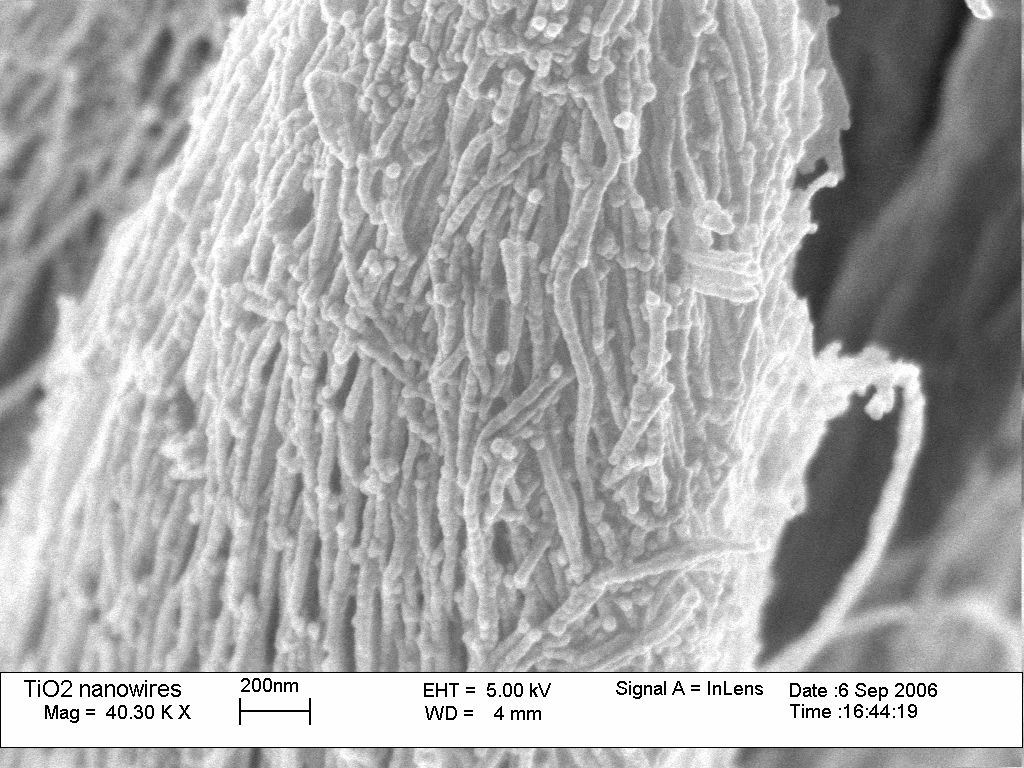 TiO2 nanowires
Mag = 40.30 K X
200nm
EHT = 5.00 kV
WD = 4 mm
Signal A = InLens
Date :6 Sep 2006
Time :16:44:19